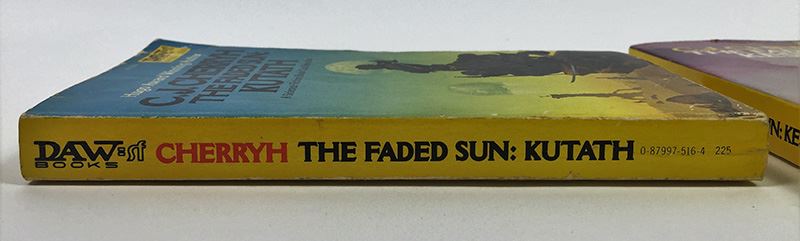 C.J. CHERRYH
THE FADED SUN:
KUTATH
DAW=sf
BOOKS
CHERRYH THE FADED SUN: KUTATH 0-87997-516-4 225